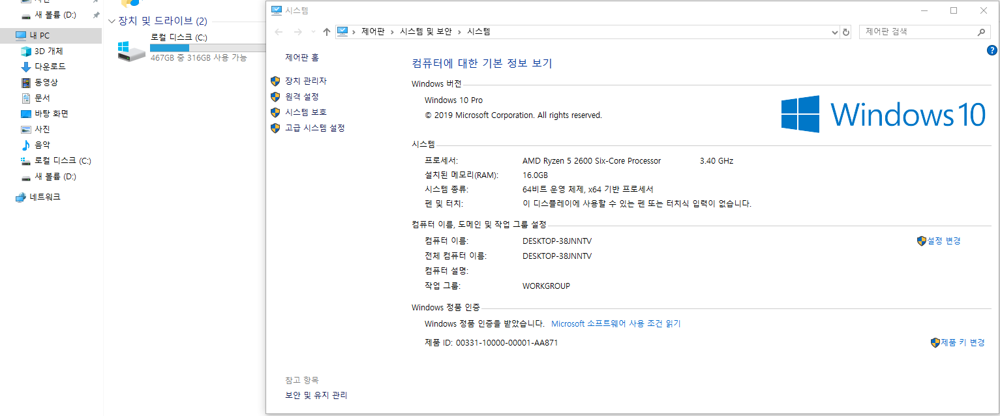 새 볼륨 (D:)
내 PC
3D 개체
다운로드
동영상
문서
바탕 화면
사진
음악
로컬 디스크 (C:)
새 볼륨 (D:)
네트워크
장치 및 드라이브 (2)
로컬 디스크 (C:)
467GB 중 316GB 사용 가능
시스템
제어판 › 시스템 및 보안 › 시스템
제어판 검색
제어판 홈
장치 관리자
원격 설정
시스템 보호
고급 시스템 설정
참고 항목
보안 및 유지 관리
컴퓨터에 대한 기본 정보 보기
Windows 버전
Windows 10 Pro
© 2019 Microsoft Corporation. All rights reserved.
Windows 10
시스템
프로세서: AMD Ryzen 5 2600 Six-Core Processor 3.40 GHz
설치된 메모리(RAM): 16.0GB
시스템 종류: 64비트 운영 체제, x64 기반 프로세서
펜 및 터치: 이 디스플레이에 사용할 수 있는 펜 또는 터치식 입력이 없습니다.
컴퓨터 이름, 도메인 및 작업 그룹 설정
컴퓨터 이름: DESKTOP-38JNNTV 설정 변경
전체 컴퓨터 이름: DESKTOP-38JNNTV
컴퓨터 설명:
작업 그룹: WORKGROUP
Windows 정품 인증
Windows 정품 인증을 받았습니다. Microsoft 소프트웨어 사용 조건 읽기
제품 ID: 00331-10000-00001-AA871 제품 키 변경